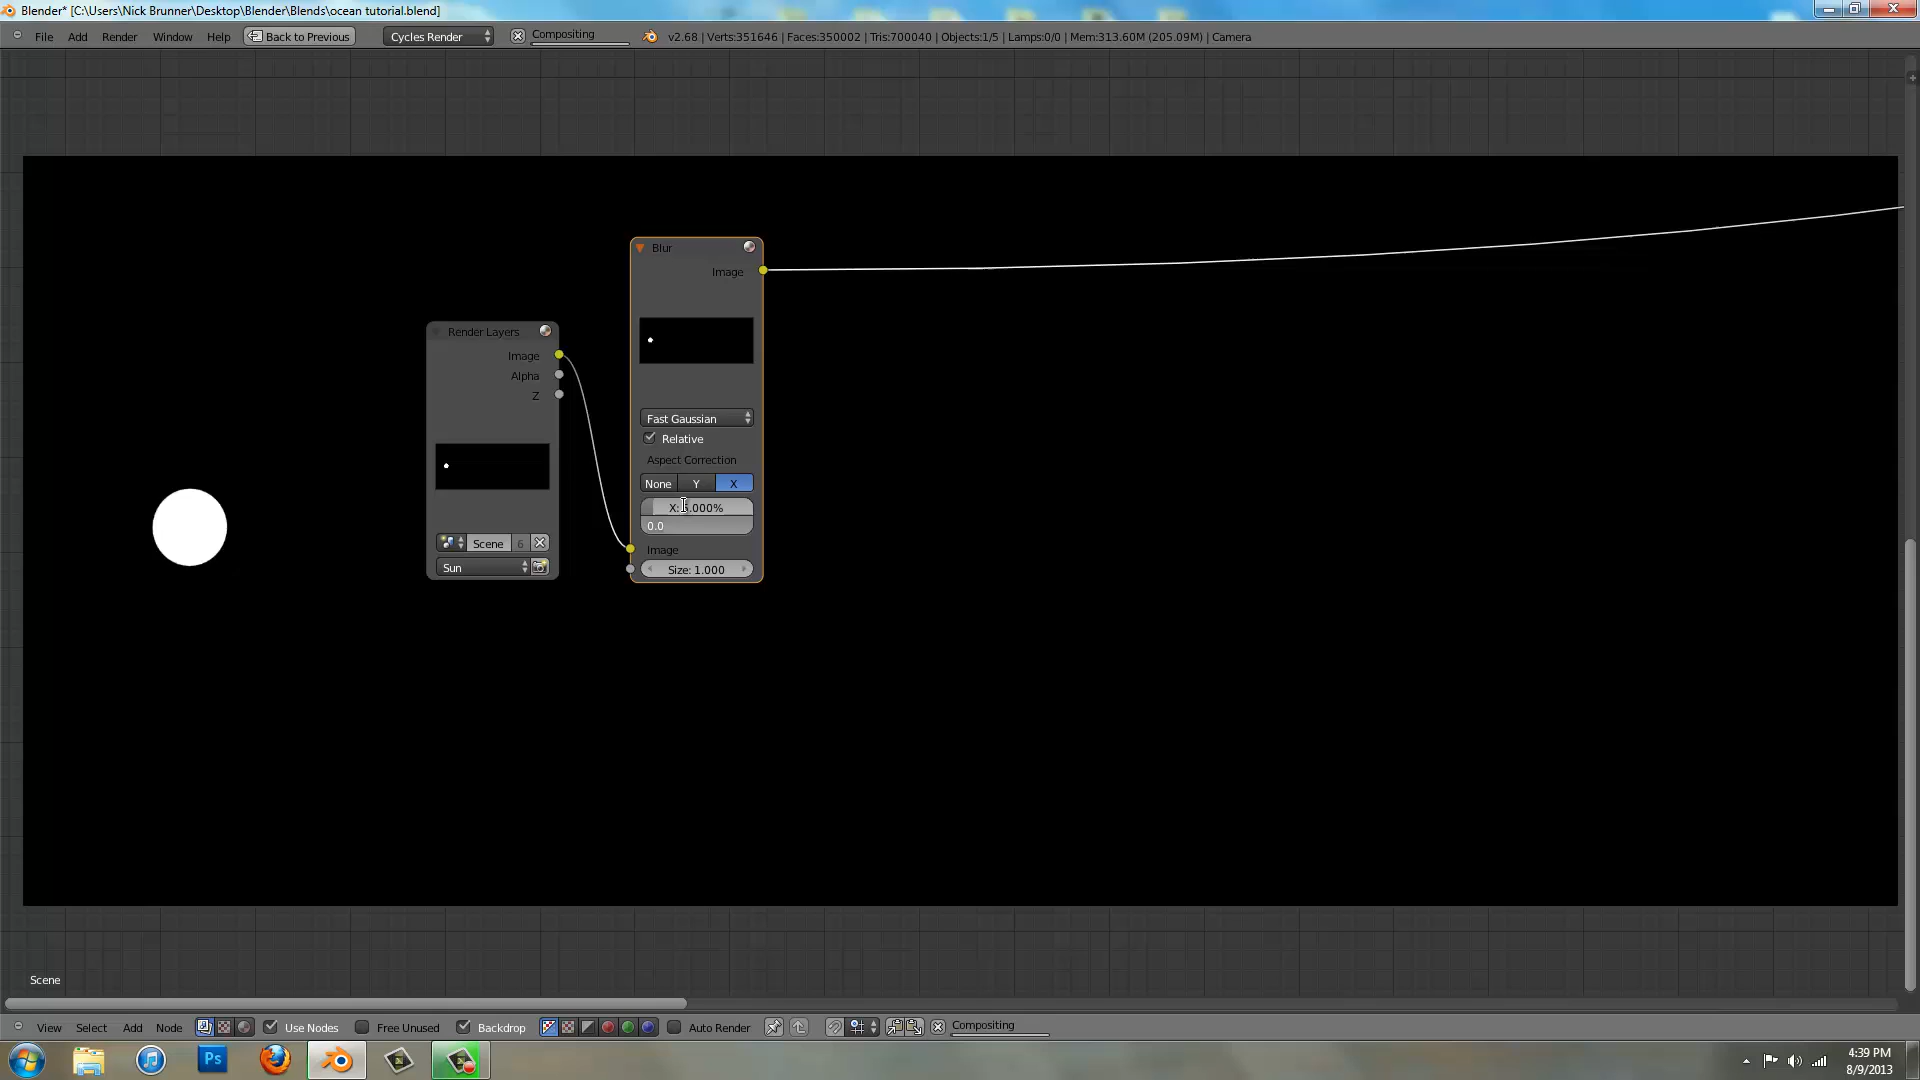 Blender* [C:\Users\Nick Brunner\Desktop\Blender\Blends\ocean tutorial.blend]
File Add Render Window Help Back to Previous Cycles Render Compositing v2.68 | Verts:351646 | Faces:350002 | Tris:700040 | Objects:1/5 | Lamps:0/0 | Mem:313.60M (205.09M) | Camera
Blur
Image
Render Layers
Image
Alpha
Z
Fast Gaussian
Relative
Aspect Correction
None Y X
0.0
Scene 6
Image
Sun
Size: 1.000
Scene
View Select Add Node Use Nodes Free Unused Backdrop Auto Render Compositing
Ps
4:39 PM
8/9/2013